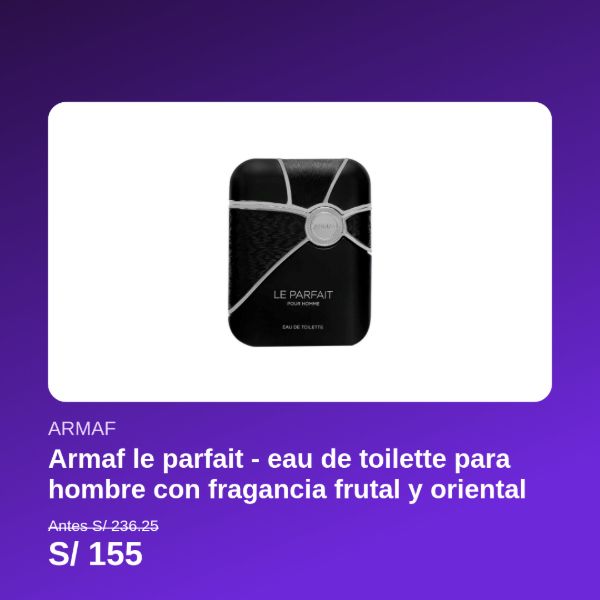 LE PARFAIT
POUR HOMME
EAU DE TOILETTE
ARMAF
Armaf le parfait - eau de toilette para
hombre con fragancia frutal y oriental
Antes S/ 236.25
S/ 155